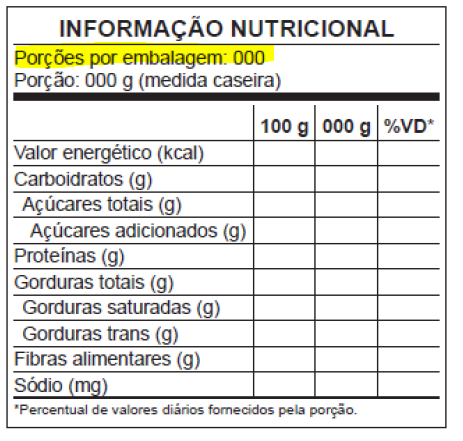 INFORMAÇÃO NUTRICIONAL
Porções por embalagem: 000
Porção: 000 g (medida caseira)
100 g 000 g %VD*
Valor energético (kcal)
Carboidratos (g)
Açúcares totais (g)
Açúcares adicionados (g)
Proteínas (g)
Gorduras totais (g)
Gorduras saturadas (g)
Gorduras trans (g)
Fibras alimentares (g)
Sódio (mg)
*Percentual de valores diários fornecidos pela porção.